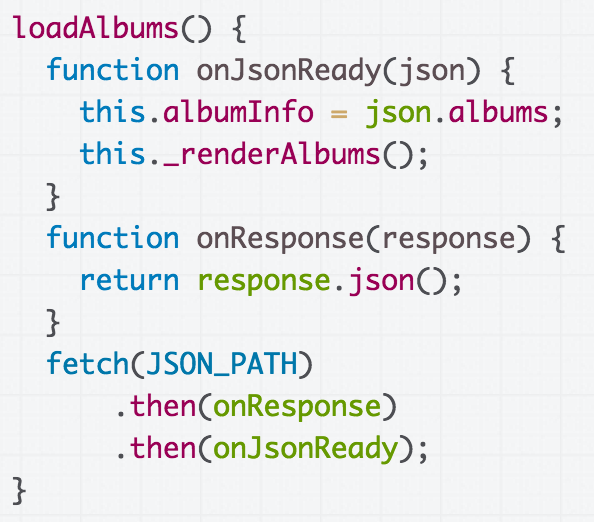 loadAlbums() {
  function onJsonReady(json) {
    this.albumInfo = json.albums;
    this._renderAlbums();
  }
  function onResponse(response) {
    return response.json();
  }
  fetch(JSON_PATH)
      .then(onResponse)
      .then(onJsonReady);
}